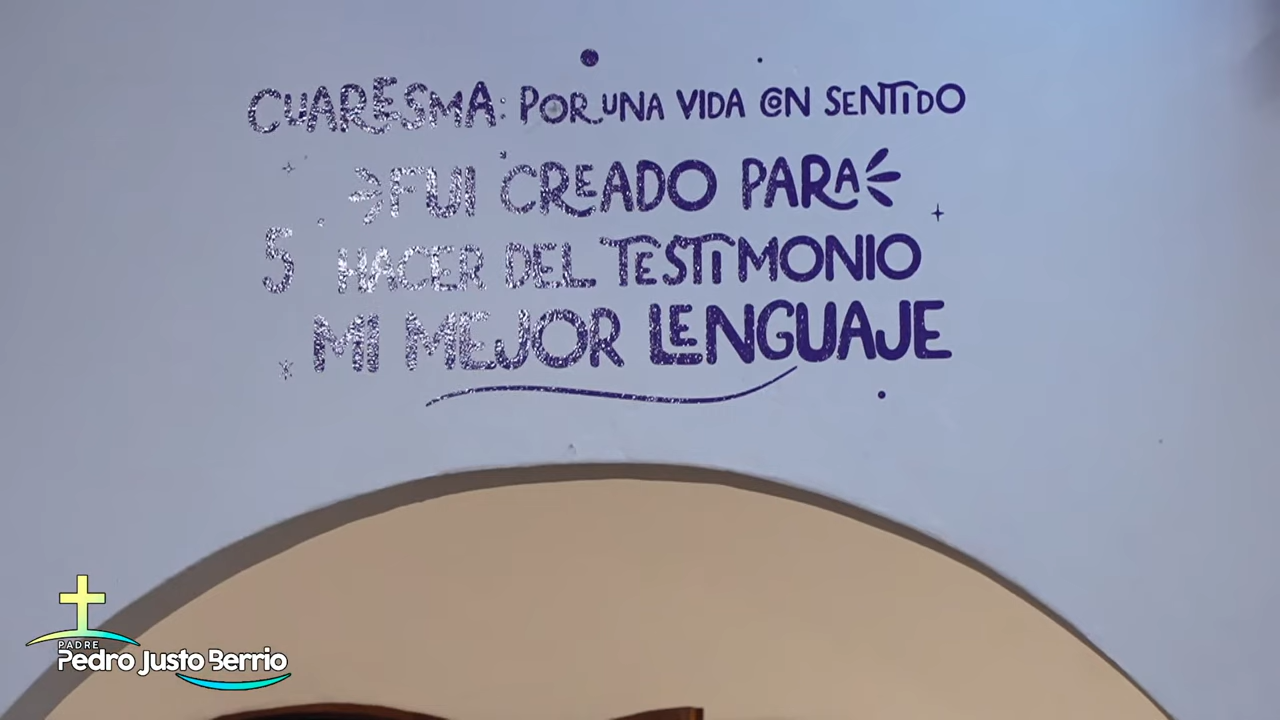 CUARESMA: POR UNA VIDA CON SENTIDO
FUI CREADO PARA
5 HACER DEL TESTIMONIO
MI MEJOR LENGUAJE
PADRE
Pedro Justo Berrio